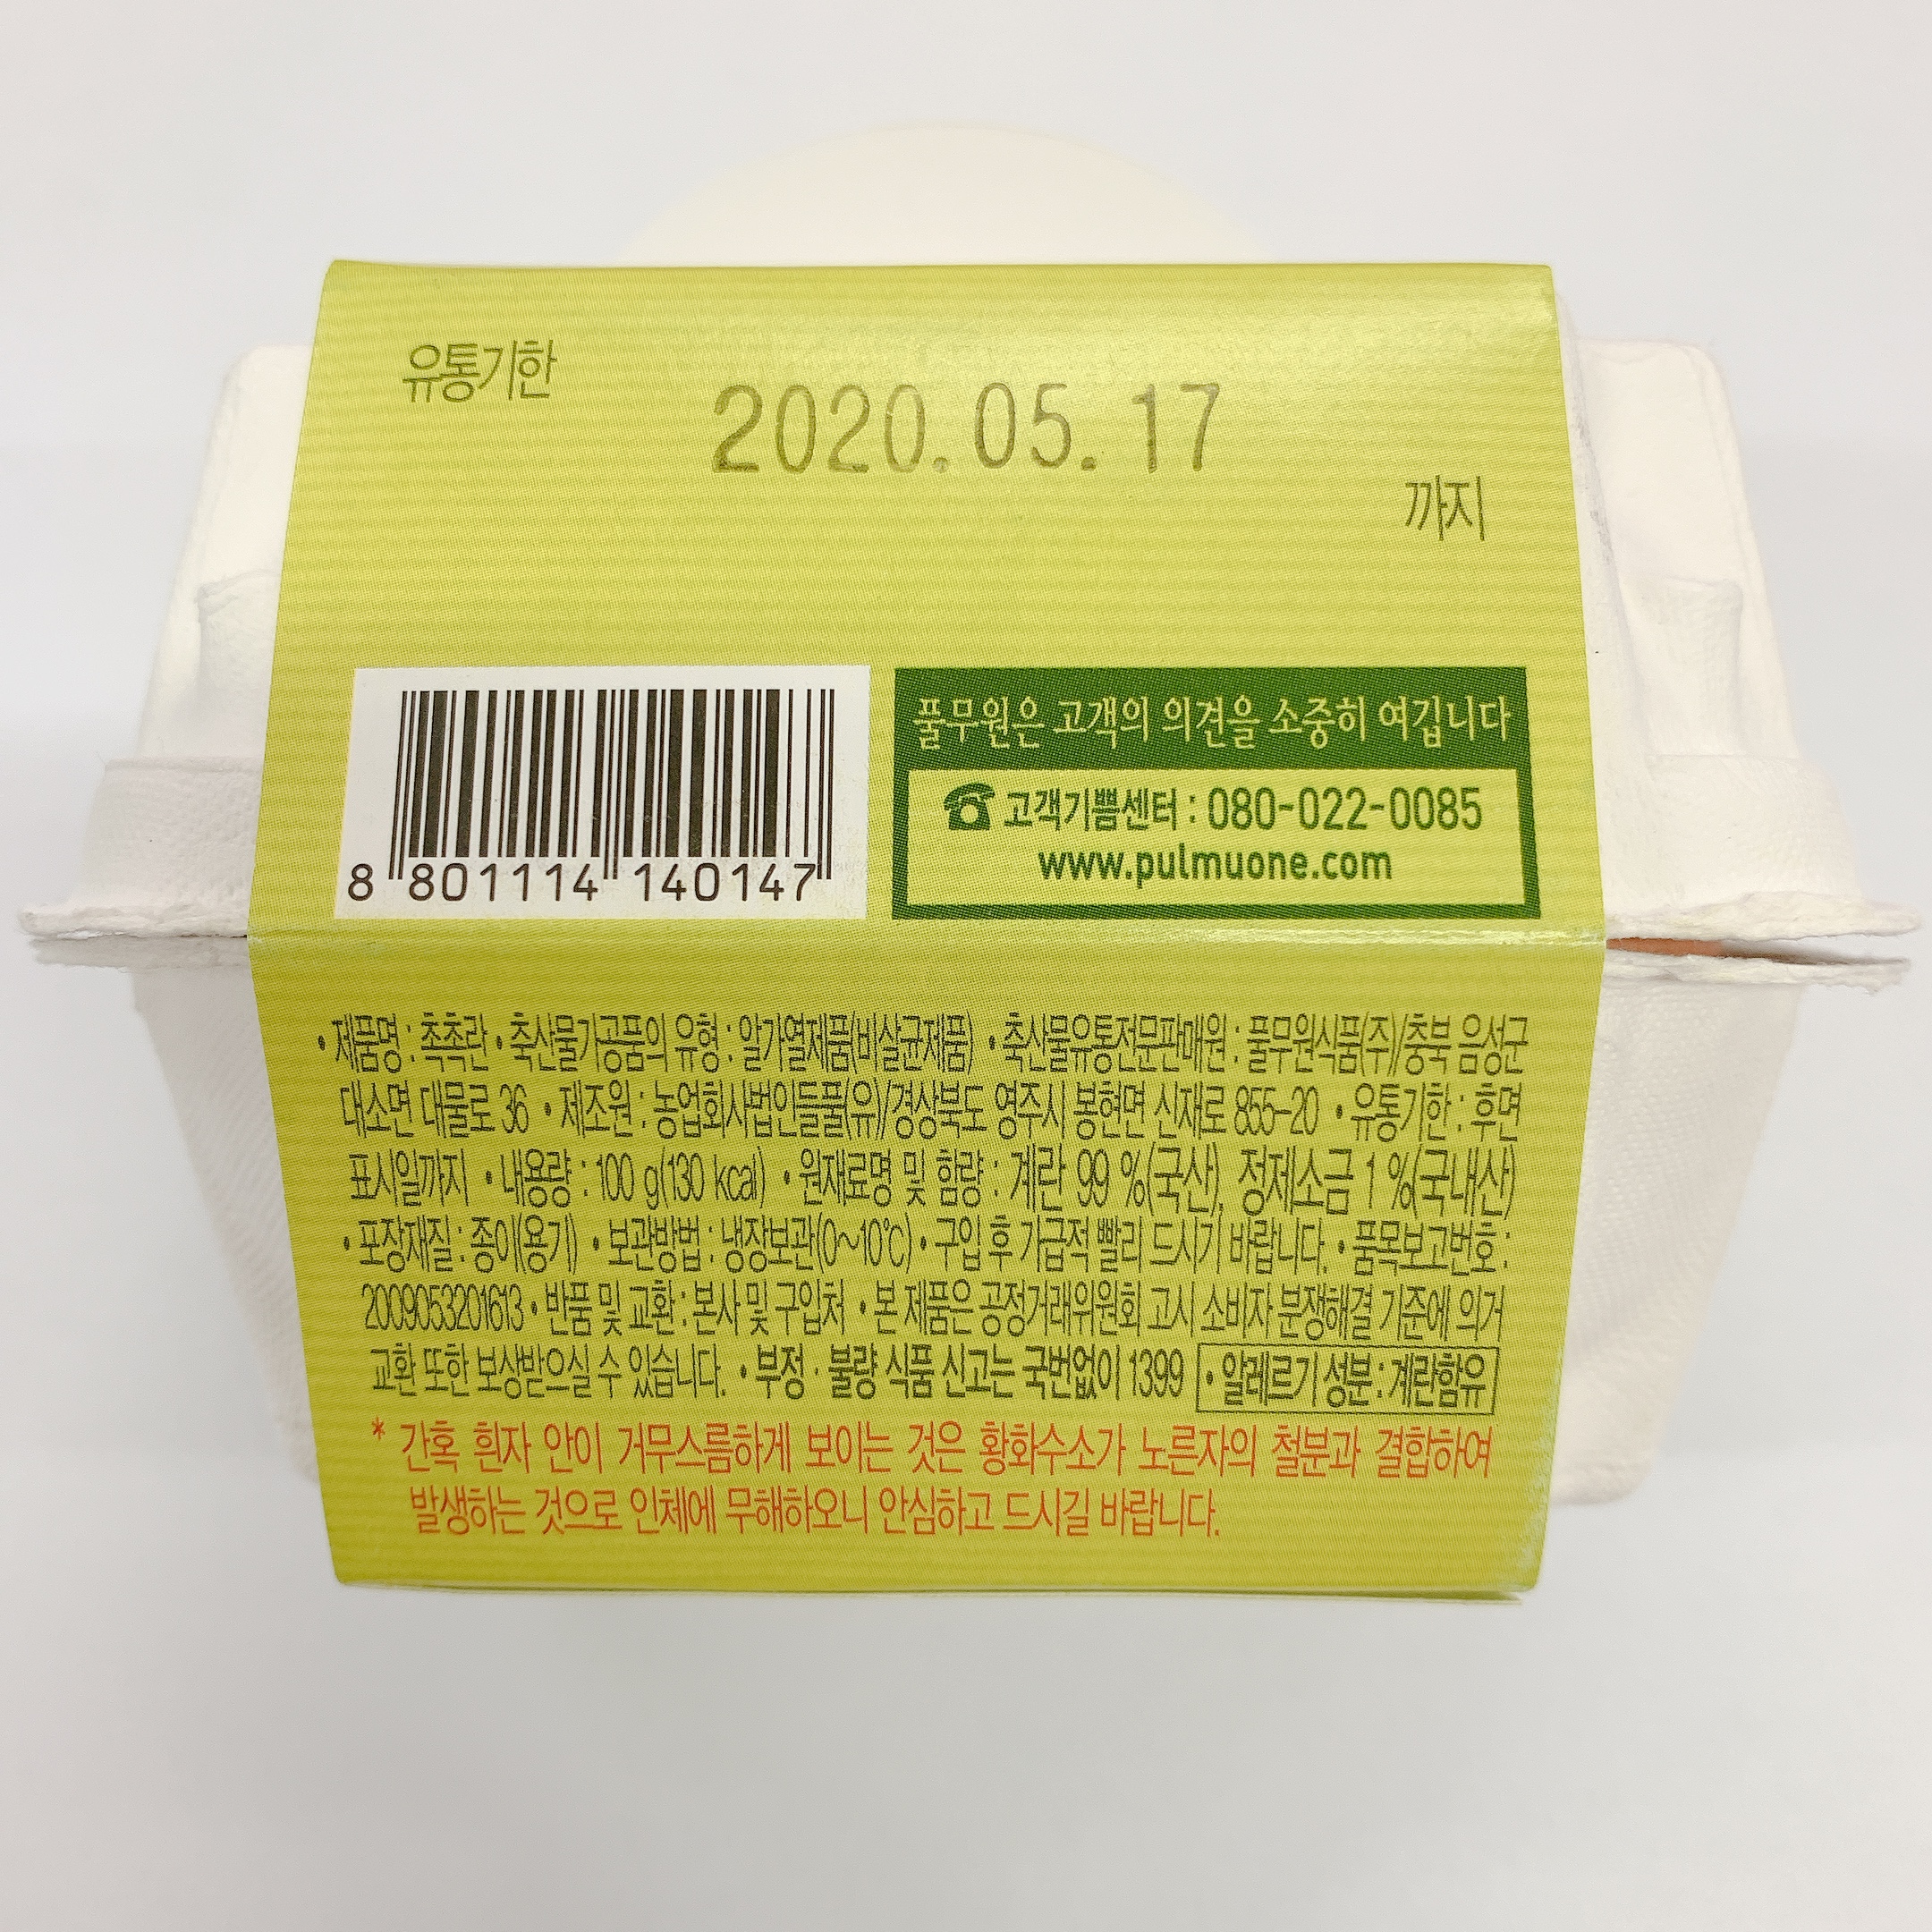 유통기한
2020.05.17
까지
풀무원은 고객의 의견을 소중히 여깁니다
☎ 고객기쁨센터 : 080-022-0085
www.pulmuone.com
8 801114 140147
• 제품명 : 촉촉란 • 축산물가공품의 유형 : 알가열제품(비살균제품) • 축산물유통전문판매원 : 풀무원식품(주)/충북 음성군
대소면 대물로 36 • 제조원 : 농업회사법인들풀(유)/경상북도 영주시 봉현면 신재로 855-20 • 유통기한 : 후면
표시일까지 • 내용량 : 100 g(130 kcal) • 원재료명 및 함량 : 계란 99 %(국산), 정제소금 1 %(국내산)
• 포장재질 : 종이(용기) • 보관방법 : 냉장보관(0~10℃) • 구입 후 가급적 빨리 드시기 바랍니다. • 품목보고번호 :
2009053201613 • 반품 및 교환 : 본사 및 구입처 • 본 제품은 공정거래위원회 고시 소비자 분쟁해결 기준에 의거
교환 또한 보상받으실 수 있습니다. • 부정 · 불량 식품 신고는 국번없이 1399 • 알레르기 성분 : 계란함유
* 간혹 흰자 안이 거무스름하게 보이는 것은 황화수소가 노른자의 철분과 결합하여
발생하는 것으로 인체에 무해하오니 안심하고 드시길 바랍니다.